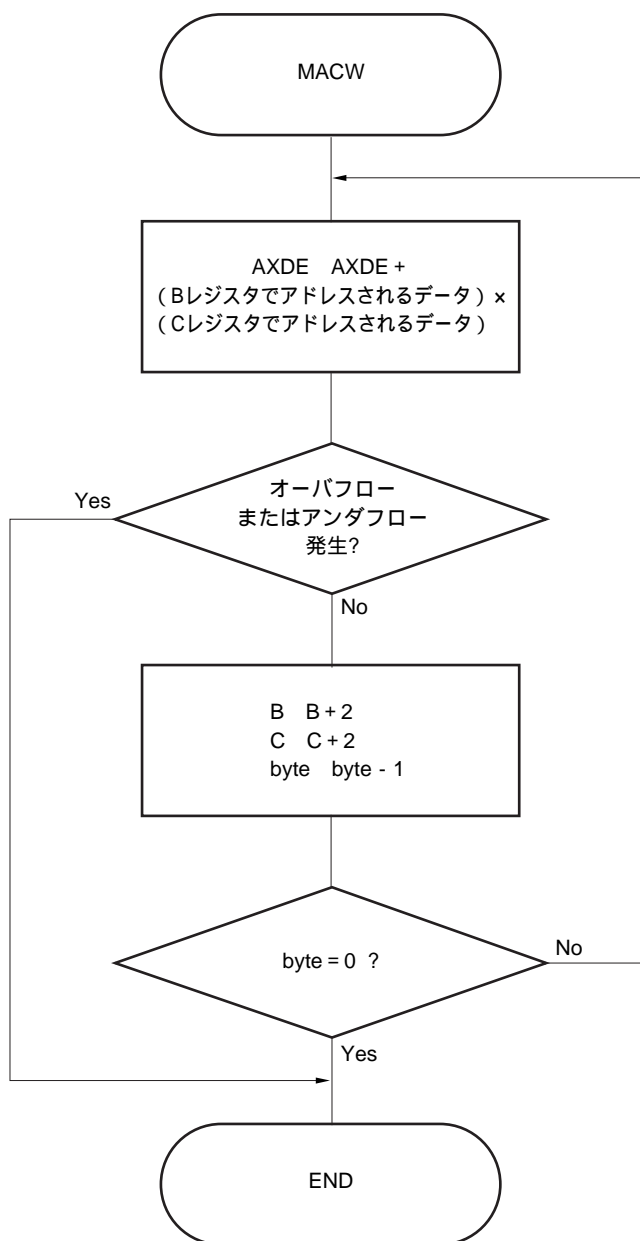 MACW
AXDE AXDE +
(Bレジスタでアドレスされるデータ) ×
(Cレジスタでアドレスされるデータ)
オーバフロー
またはアンダフロー
発生?
Yes
No
B B + 2
C C + 2
byte byte - 1
byte = 0 ?
No
Yes
END